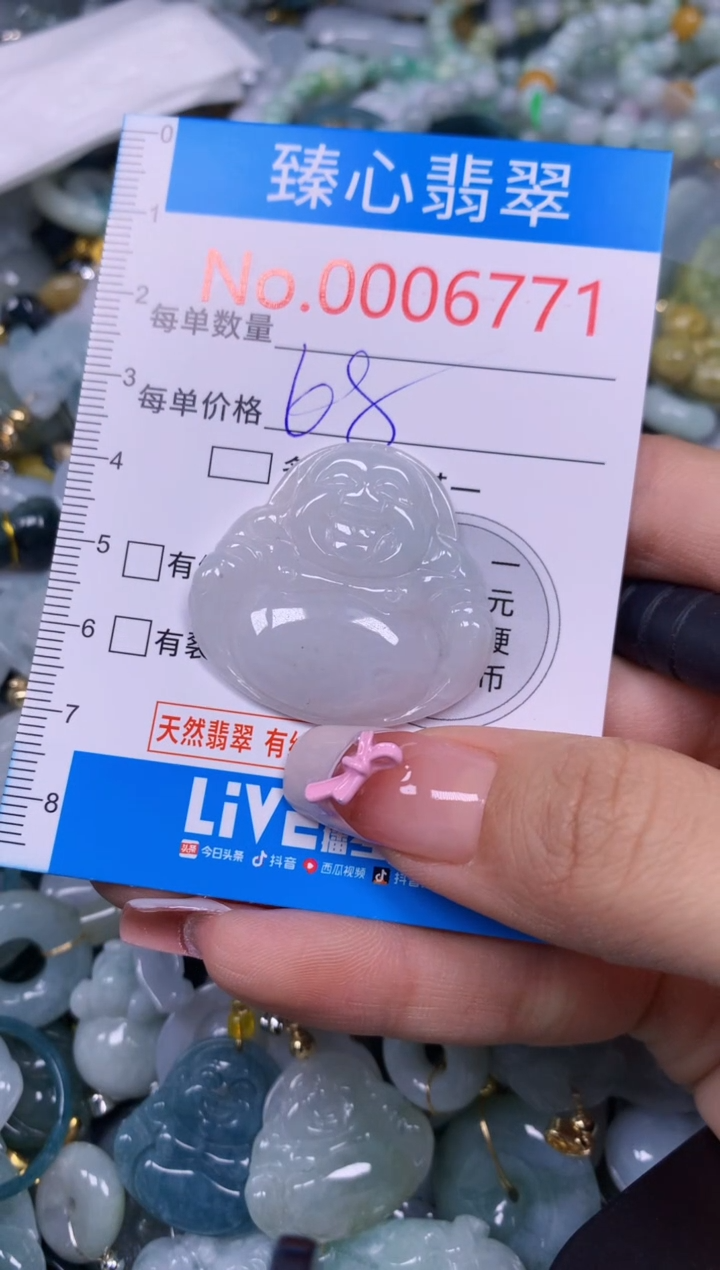 臻心翡翠
No.0006771
每单数量
每单价格 68
一
元
硬
币
有
有裂
天然翡翠 有
LiVE
今日头条 抖音 西瓜视频 抖音
0
1
2
3
4
5
6
7
8